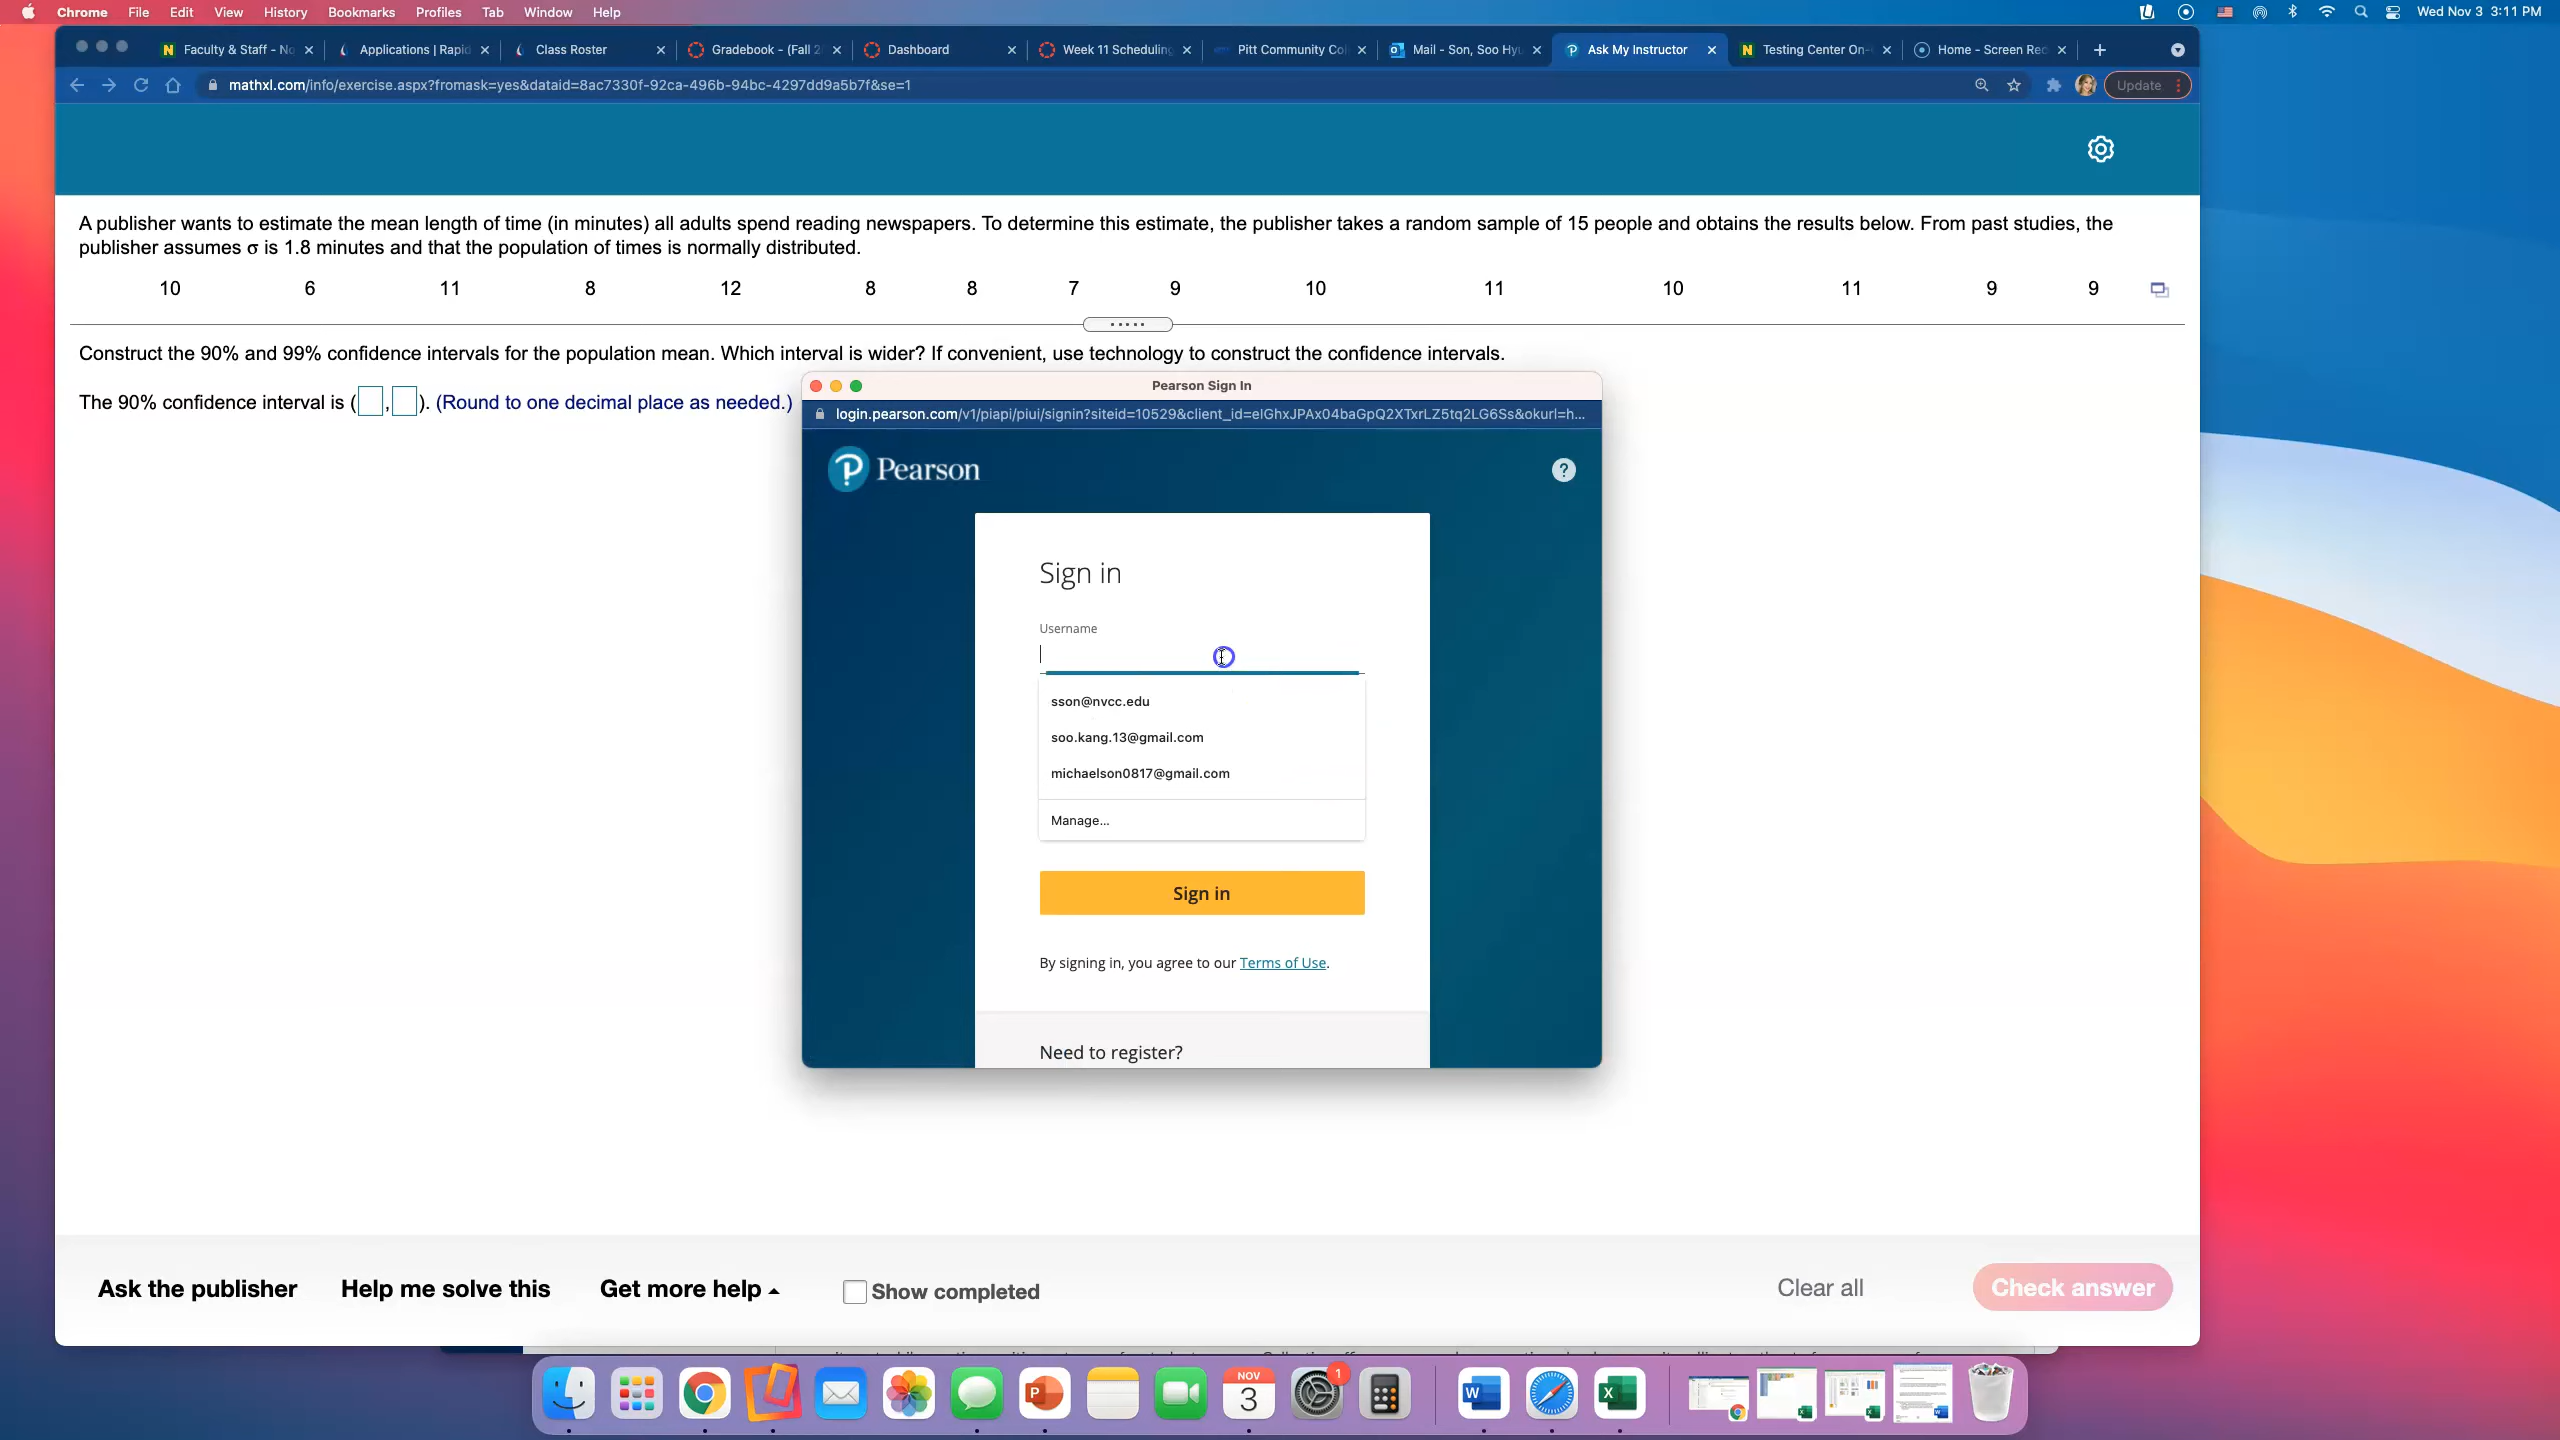 Chrome File Edit View History Bookmarks Profiles Tab Window Help Wed Nov 3 3:11 PM
Faculty & Staff - No Applications | Rapid Class Roster Gradebook - (Fall 2 Dashboard Week 11 Scheduling Pitt Community Col Mail - Son, Soo Hyu Ask My Instructor Testing Center On- Home - Screen Rec
mathxl.com/info/exercise.aspx?fromask=yes&dataid=8ac7330f-92ca-496b-94bc-4297dd9a5b7f&se=1 Update
A publisher wants to estimate the mean length of time (in minutes) all adults spend reading newspapers. To determine this estimate, the publisher takes a random sample of 15 people and obtains the results below. From past studies, the
publisher assumes σ is 1.8 minutes and that the population of times is normally distributed.
10 6 11 8 12 8 8 7 9 10 11 10 11 9 9
Construct the 90% and 99% confidence intervals for the population mean. Which interval is wider? If convenient, use technology to construct the confidence intervals.
The 90% confidence interval is ( , ). (Round to one decimal place as needed.)
Pearson Sign In
login.pearson.com/v1/piapi/piui/signin?siteid=10529&client_id=eIGhxJPAx04baGpQ2XTxrLZ5tq2LG6Ss&okurl=h...
Pearson ?
Sign in
Username
sson@nvcc.edu
soo.kang.13@gmail.com
michaelson0817@gmail.com
Manage...
Sign in
By signing in, you agree to our Terms of Use.
Need to register?
Ask the publisher Help me solve this Get more help Show completed Clear all Check answer
NOV
3
1